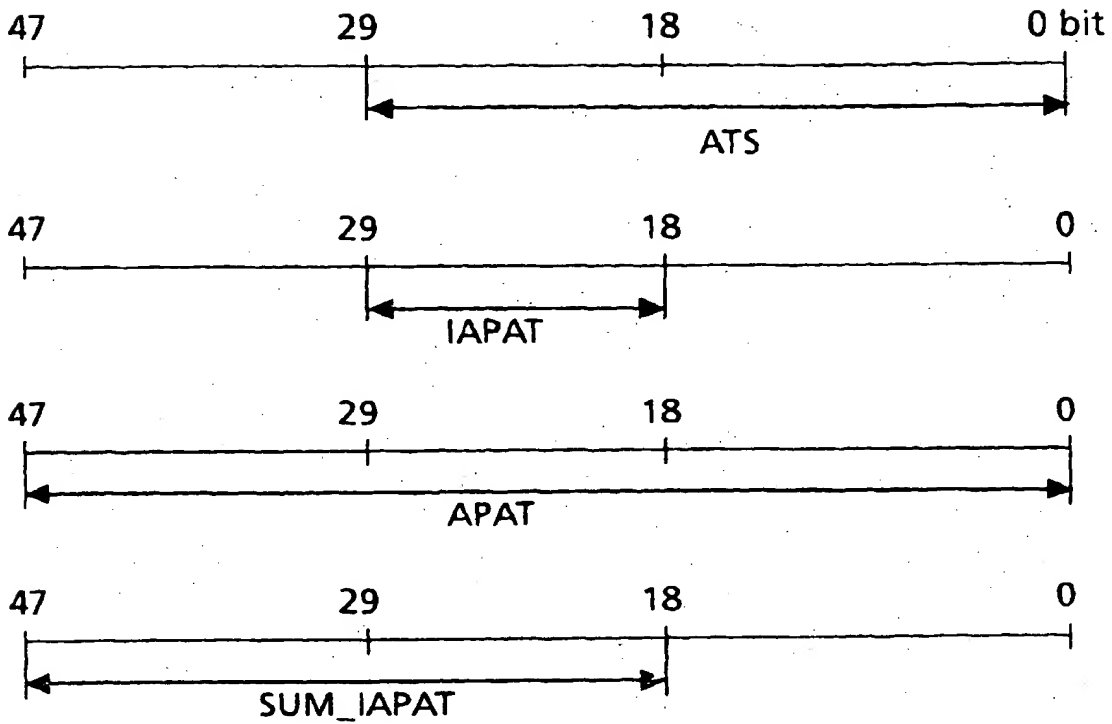 47 29 18 0 bit
ATS
47 29 18 0
IAPAT
47 29 18 0
APAT
47 29 18 0
SUM_IAPAT